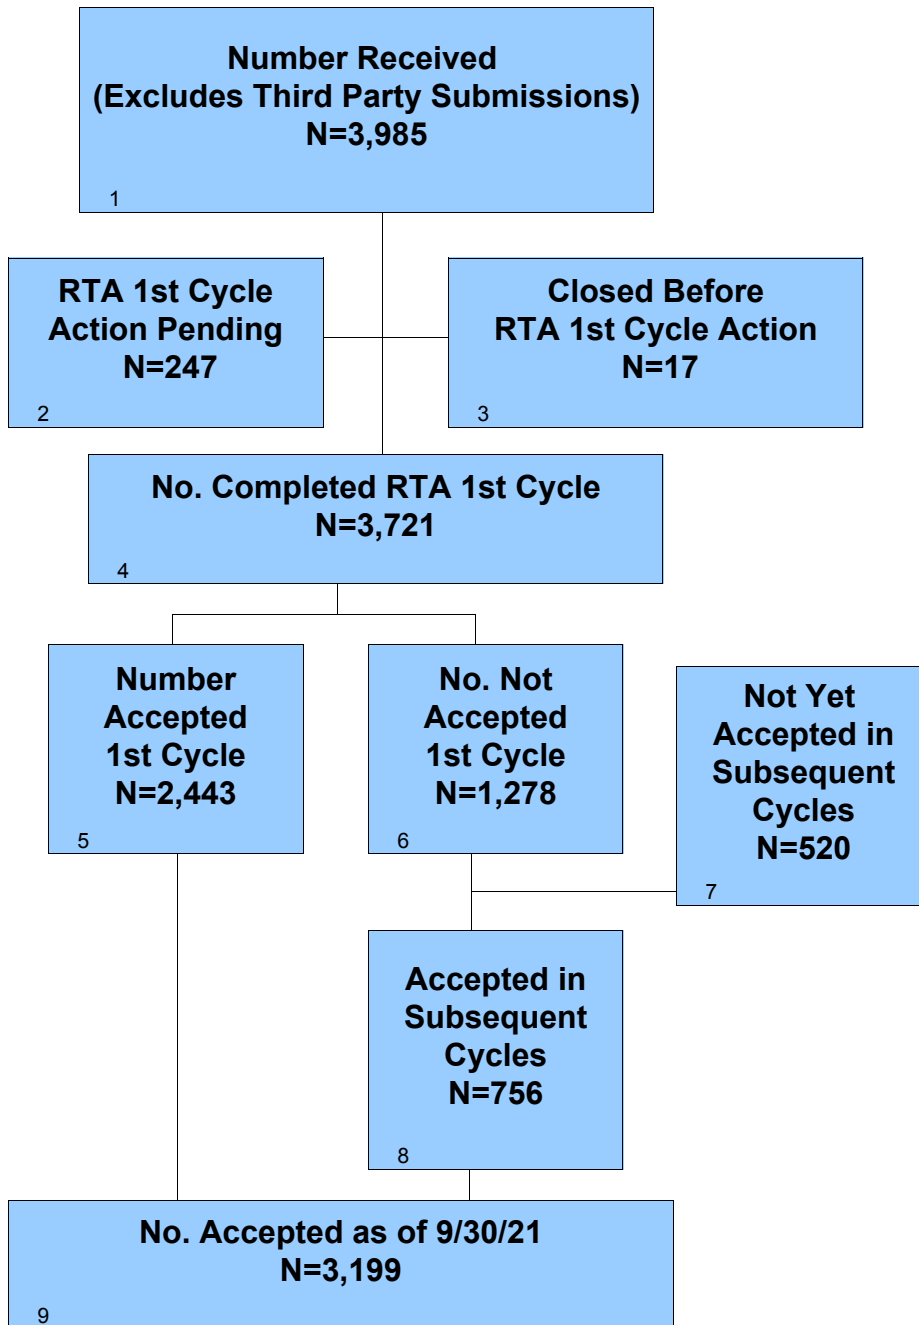 Number Received
(Excludes Third Party Submissions)
N=3,985
1
RTA 1st Cycle
Action Pending
N=247
2
Closed Before
RTA 1st Cycle Action
N=17
3
No. Completed RTA 1st Cycle
N=3,721
4
Number
Accepted
1st Cycle
N=2,443
5
No. Not
Accepted
1st Cycle
N=1,278
6
Not Yet
Accepted in
Subsequent
Cycles
N=520
7
Accepted in
Subsequent
Cycles
N=756
8
No. Accepted as of 9/30/21
N=3,199
9